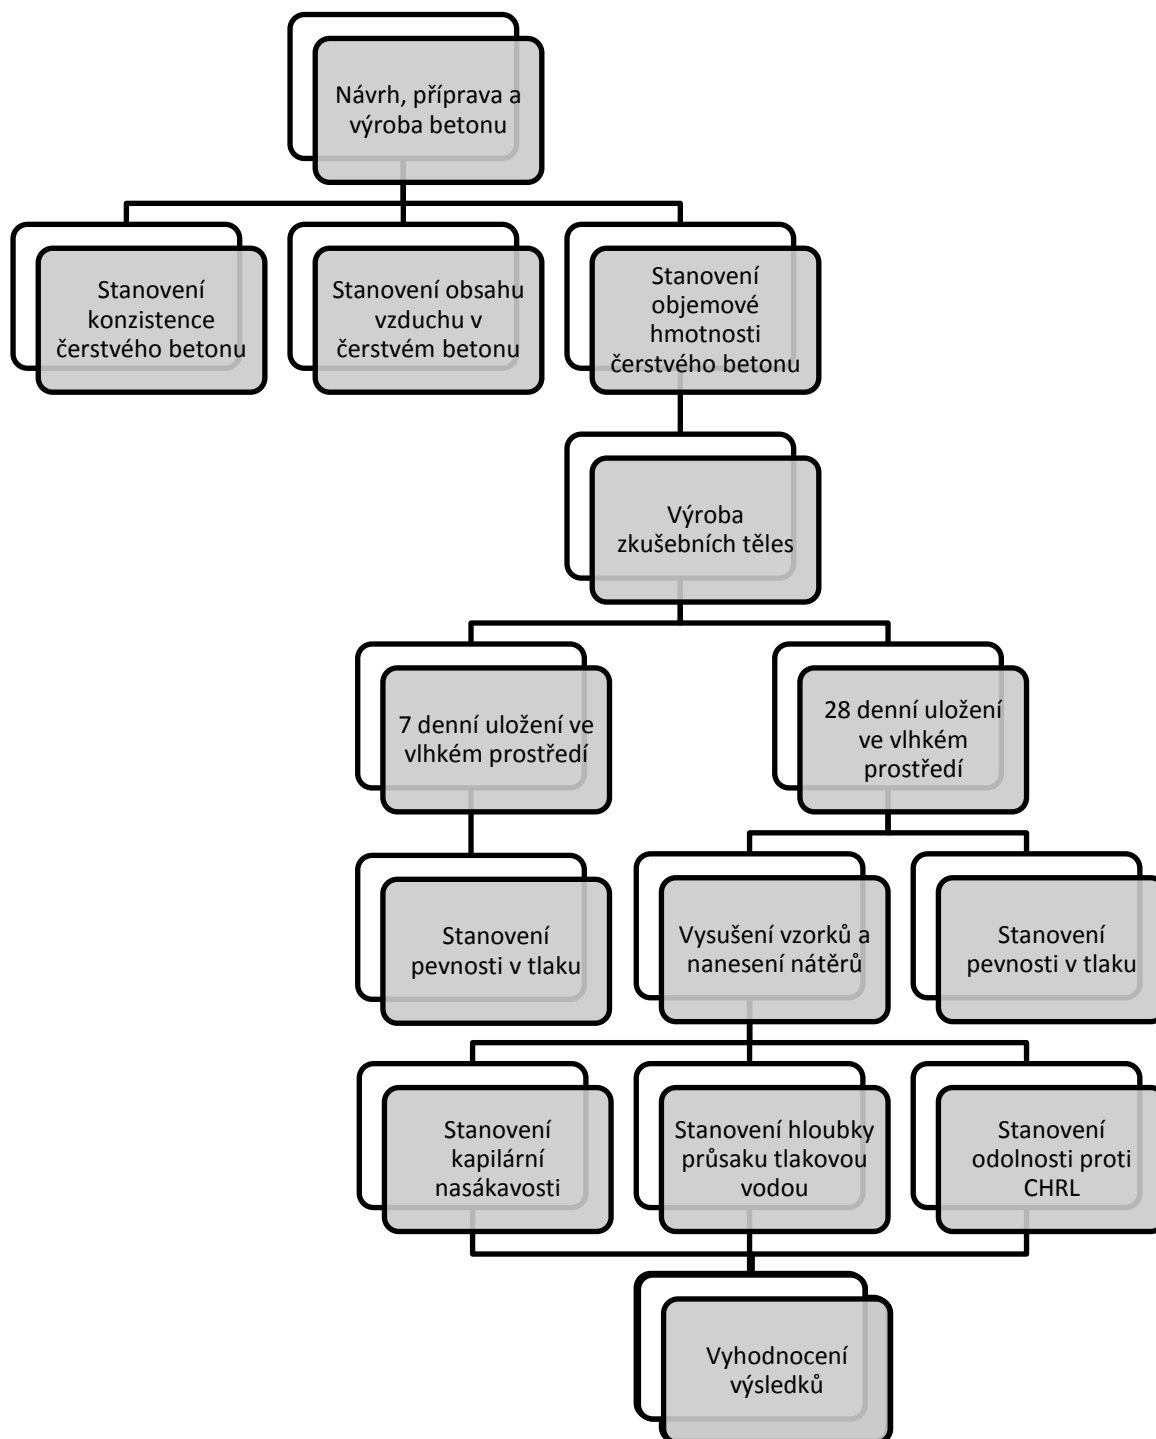 Návrh, příprava a
výroba betonu
Stanovení
konzistence
čerstvého betonu
Stanovení obsahu
vzduchu v
čerstvém betonu
Stanovení
objemové
hmotnosti
čerstvého betonu
Výroba
zkušebních těles
7 denní uložení ve
vlhkém prostředí
28 denní uložení
ve vlhkém
prostředí
Stanovení
pevnosti v tlaku
Vysušení vzorků a
nanesení nátěrů
Stanovení
pevnosti v tlaku
Stanovení
kapilární
nasákavosti
Stanovení hloubky
průsaku tlakovou
vodou
Stanovení
odolnosti proti
CHRL
Vyhodnocení
výsledků